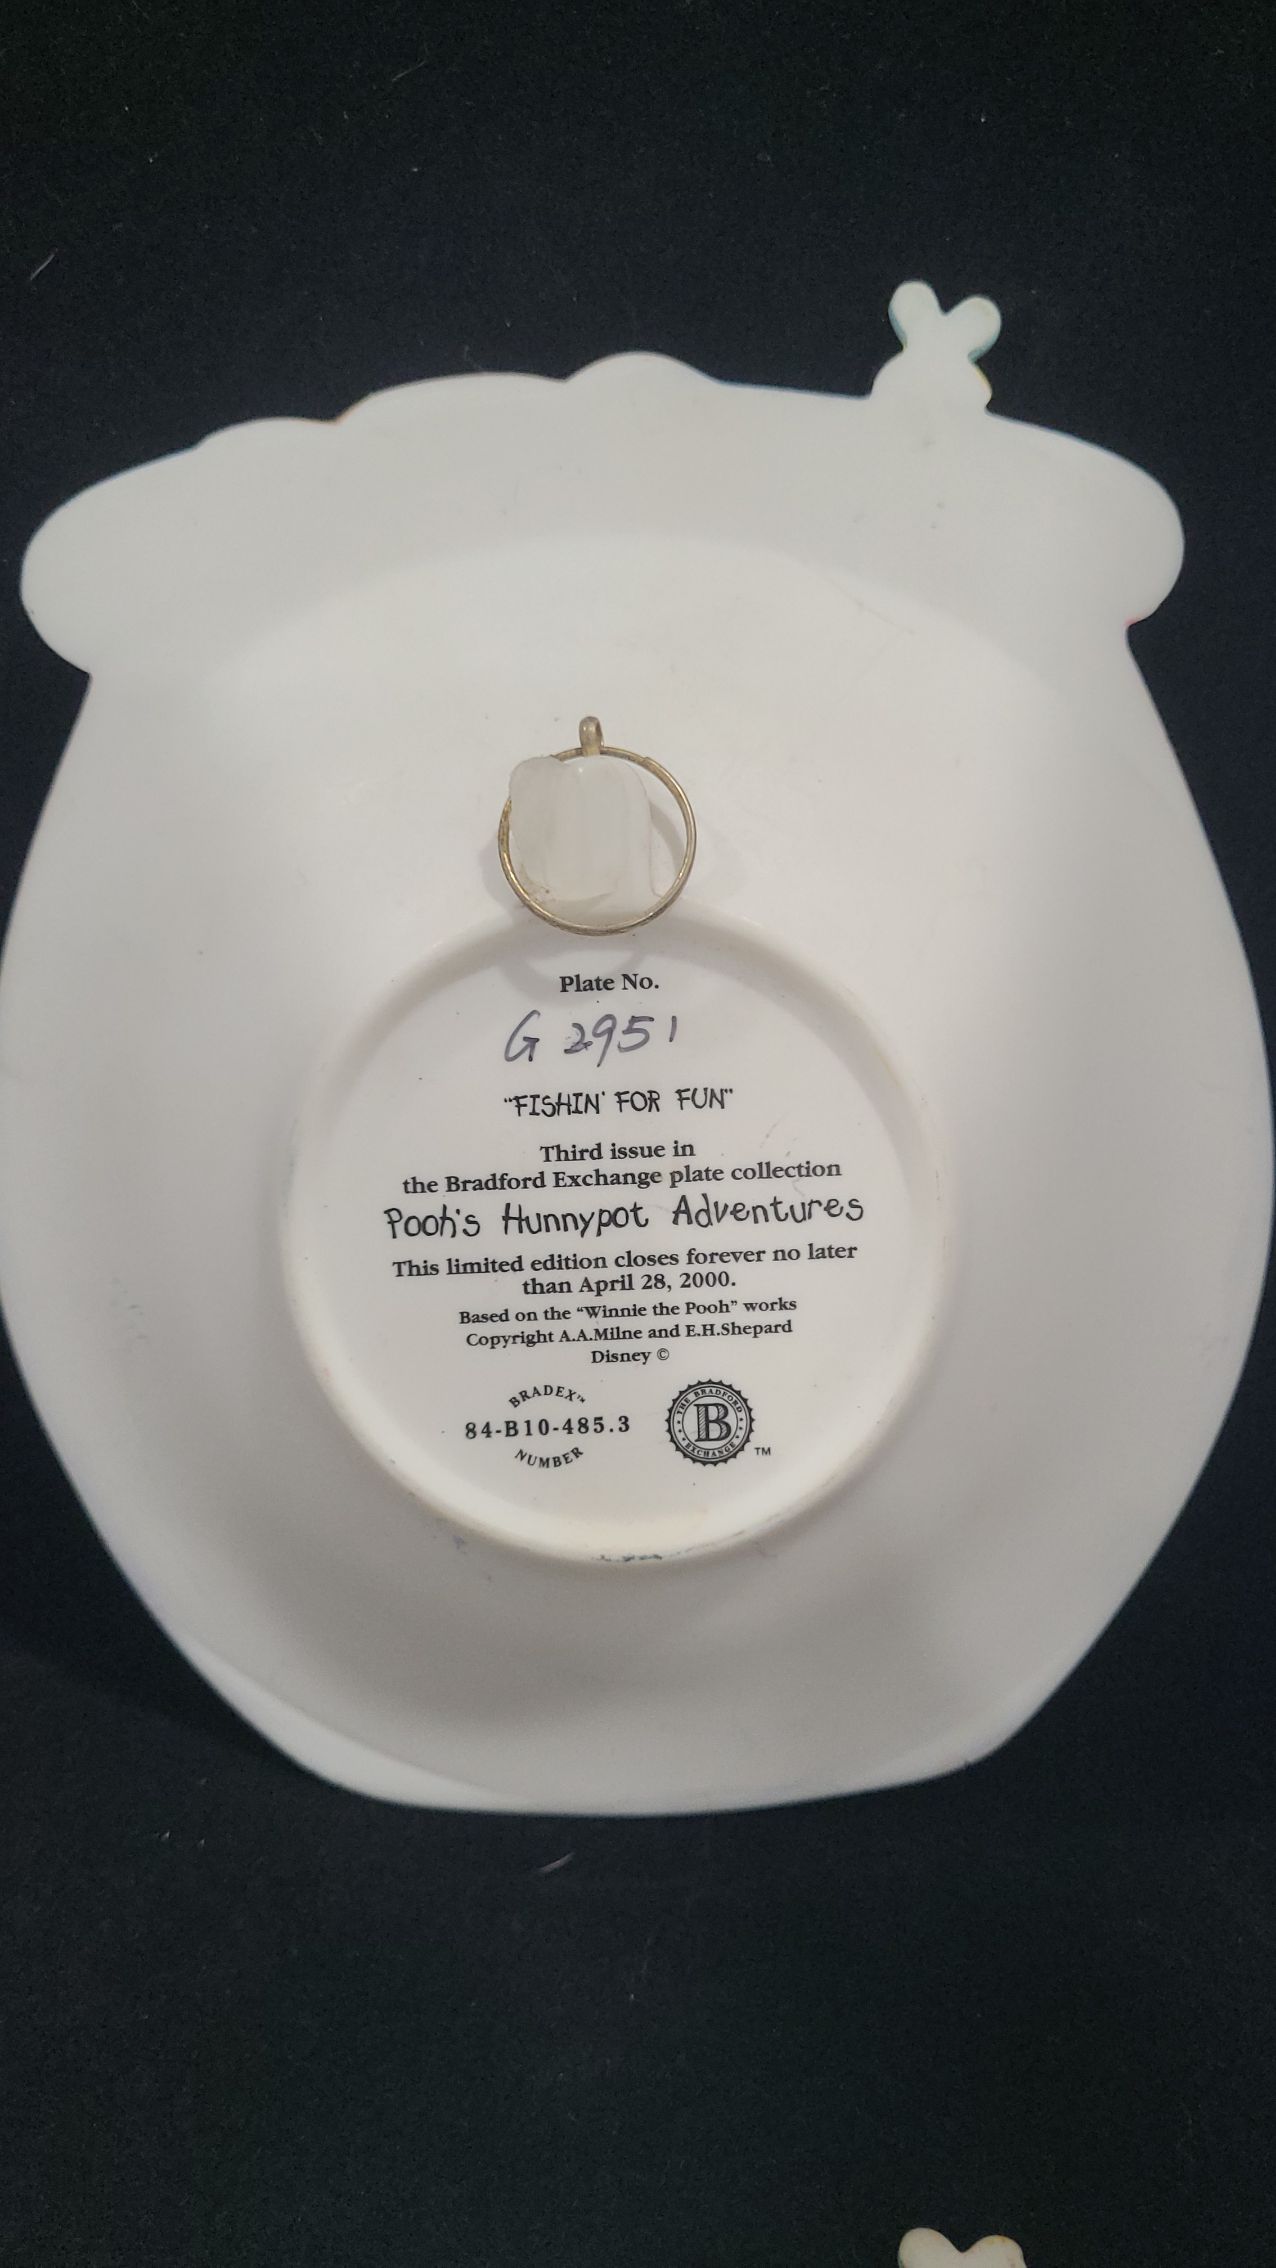 Plate No.
G 2951
"FISHIN' FOR FUN"
Third issue in
the Bradford Exchange plate collection
Pooh's Hunnypot Adventures
This limited edition closes forever no later
than April 28, 2000.
Based on the "Winnie the Pooh" works
Copyright A.A.Milne and E.H.Shepard
Disney ©
BRADEX™
84-B10-485.3
NUMBER
THE BRADFORD
B
EXCHANGE
TM